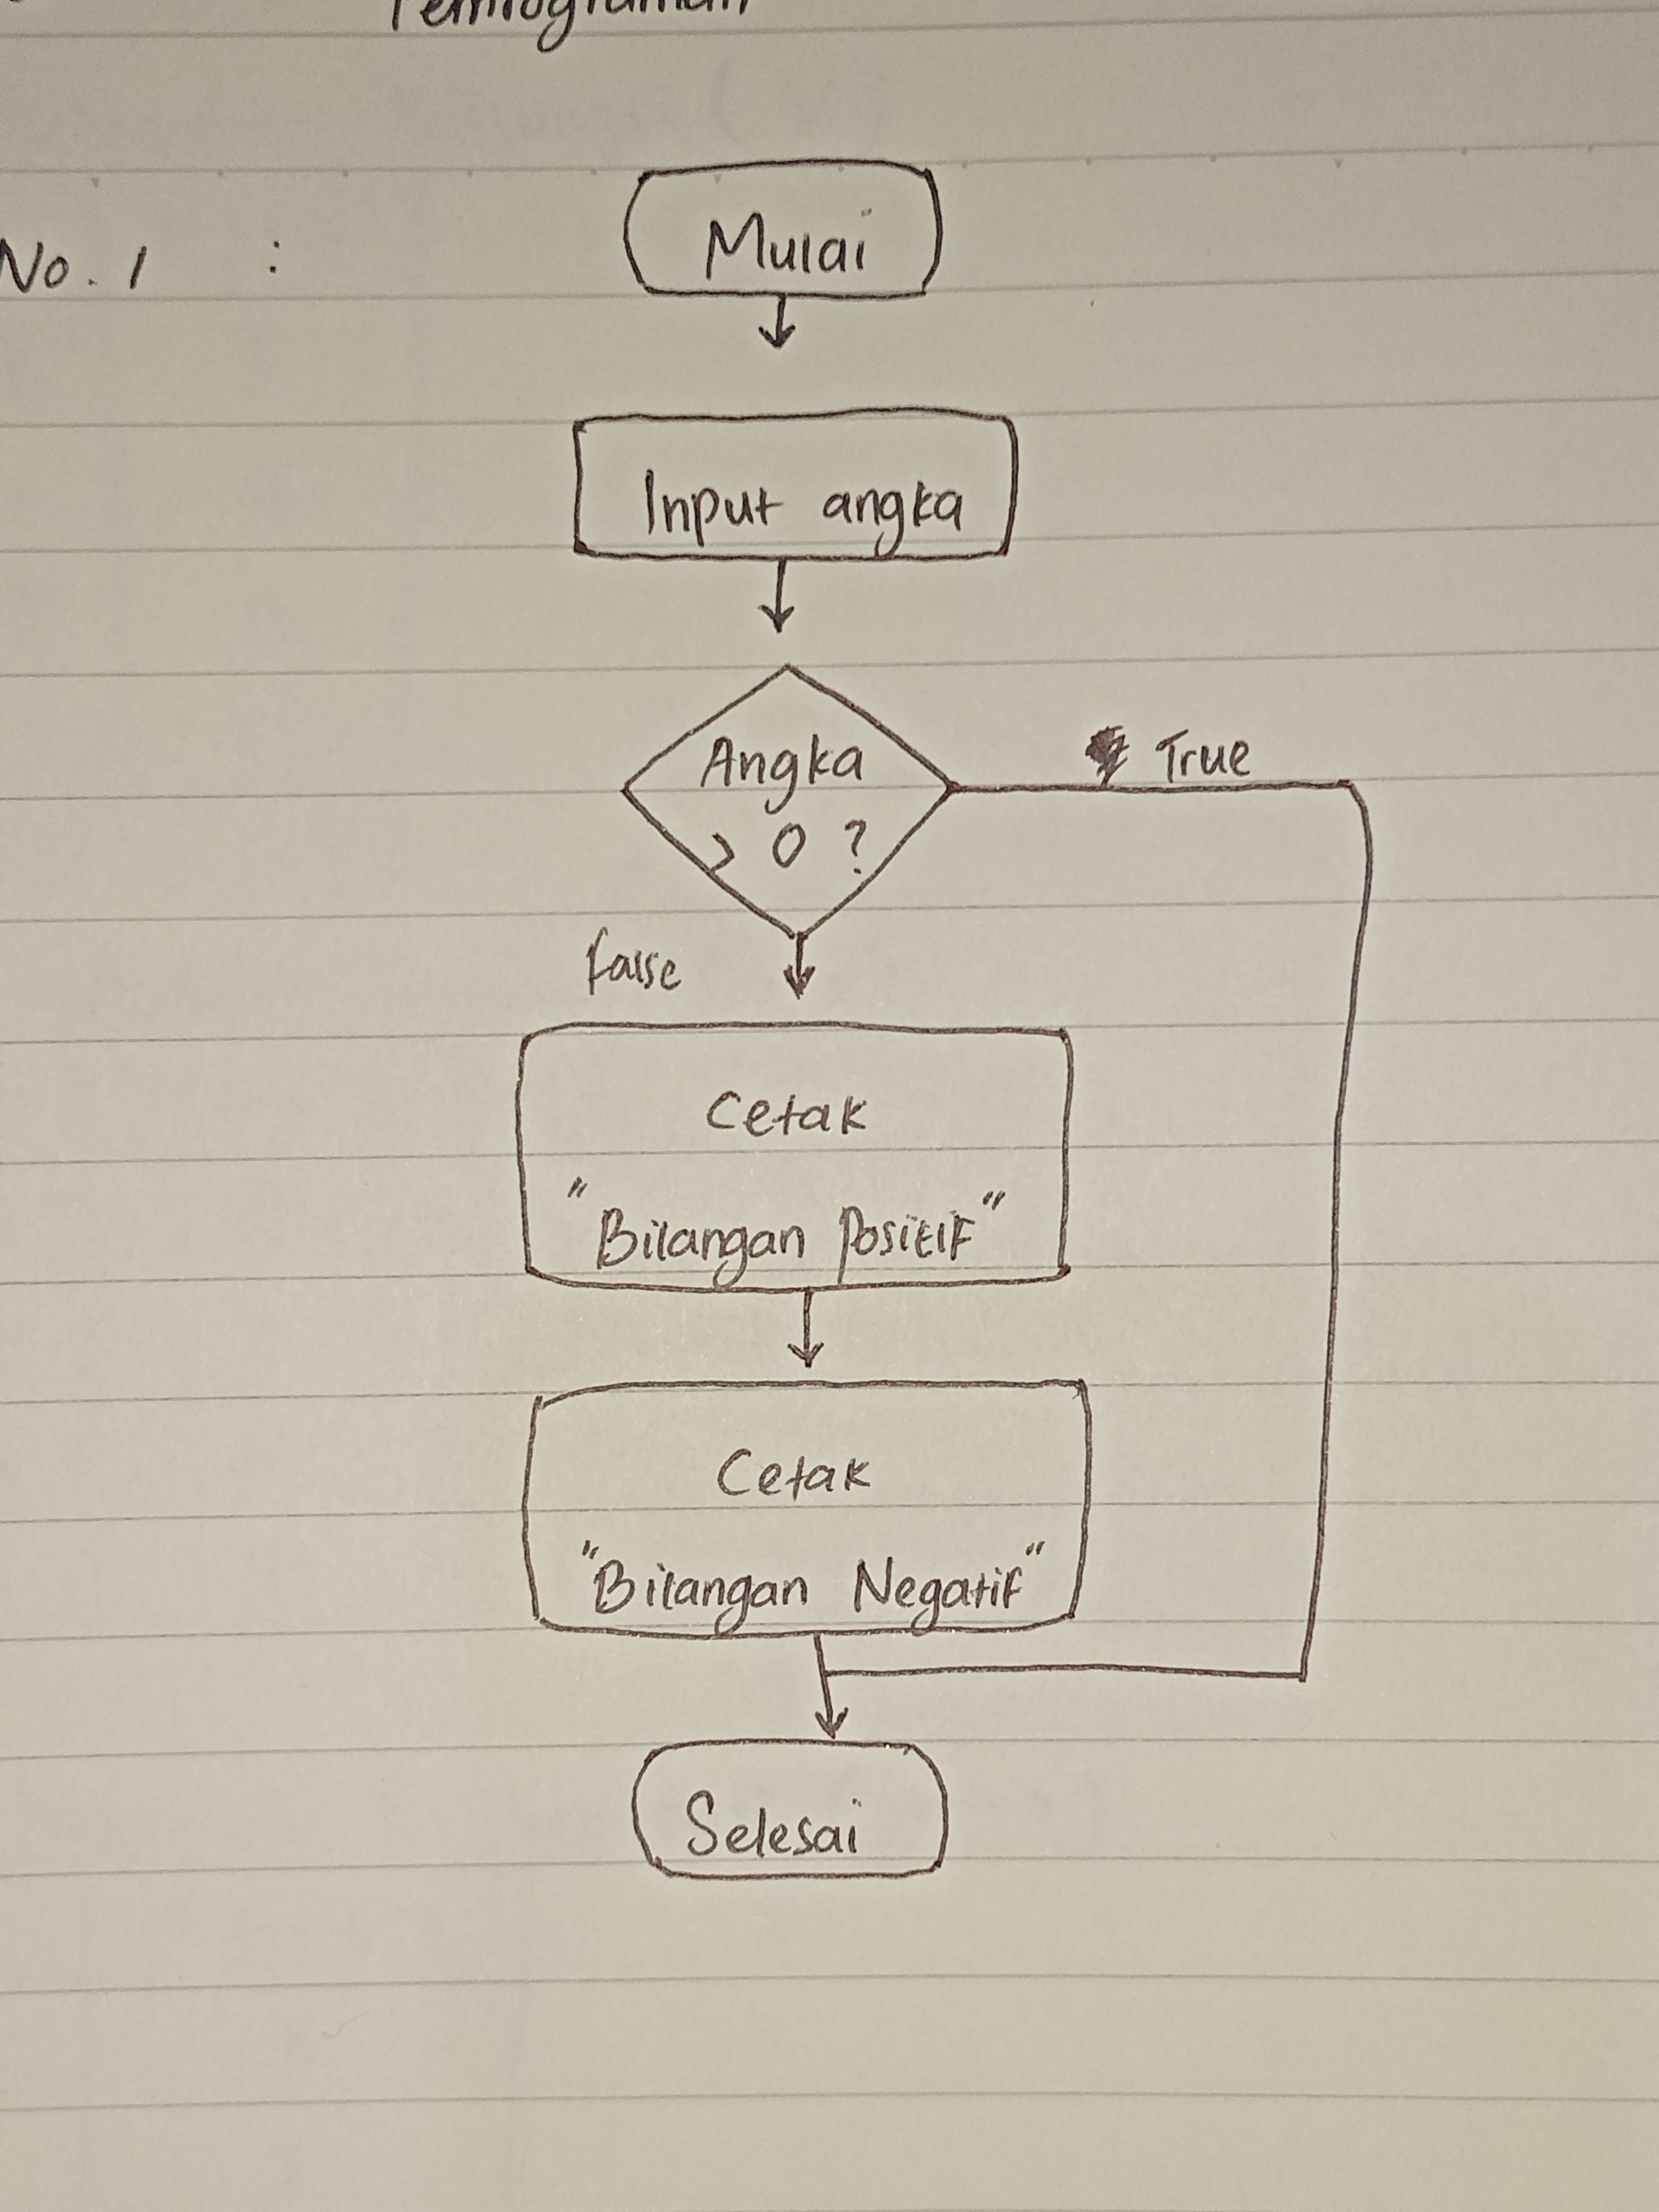 Pemrograman
No. 1 :
Mulai
Input angka
Angka
> 0 ?
True
False
Cetak
"Bilangan Positif"
Cetak
"Bilangan Negatif"
Selesai